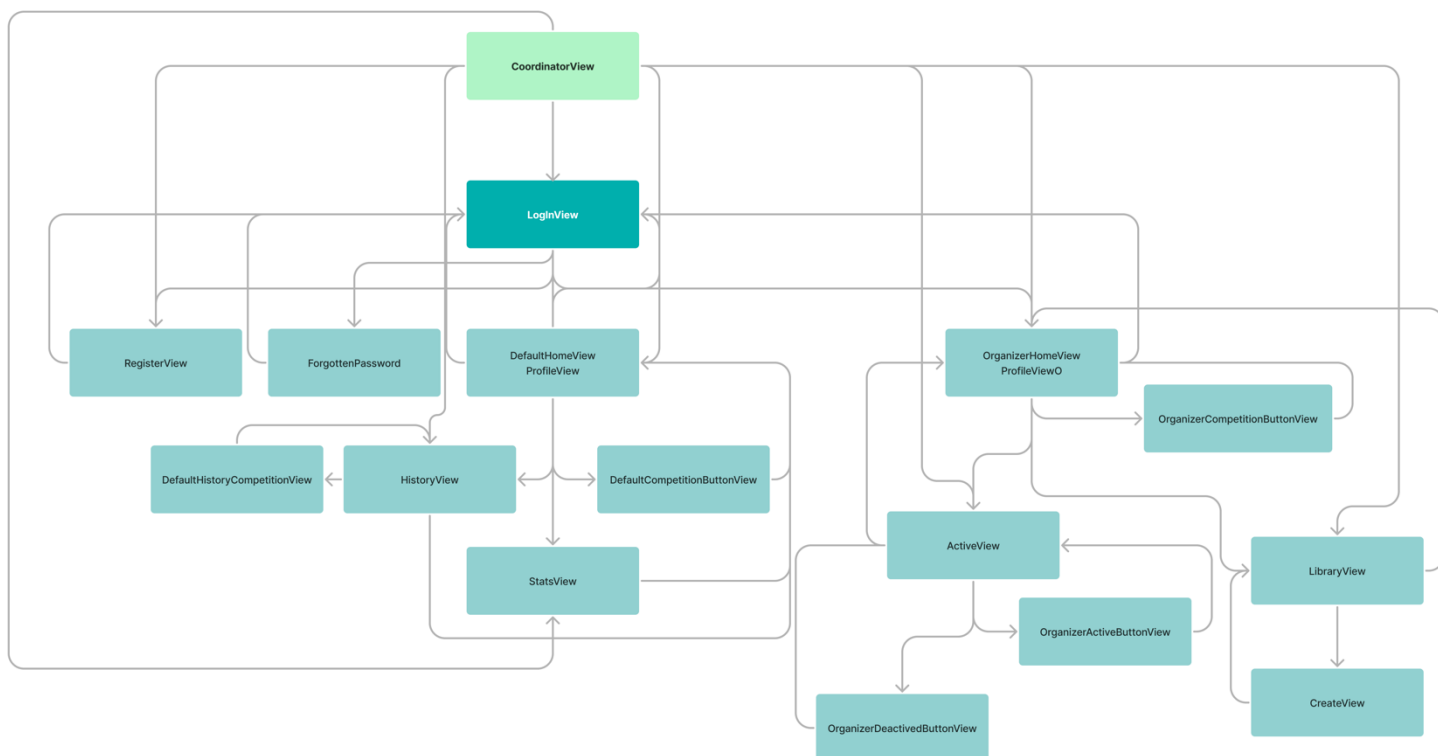 CoordinatorView
LogInView
RegisterView
ForgottenPassword
DefaultHomeView
ProfileView
OrganizerHomeView
ProfileViewO
OrganizerCompetitionButtonView
DefaultHistoryCompetitionView
HistoryView
DefaultCompetitionButtonView
ActiveView
LibraryView
StatsView
OrganizerActiveButtonView
CreateView
OrganizerDeactivedButtonView